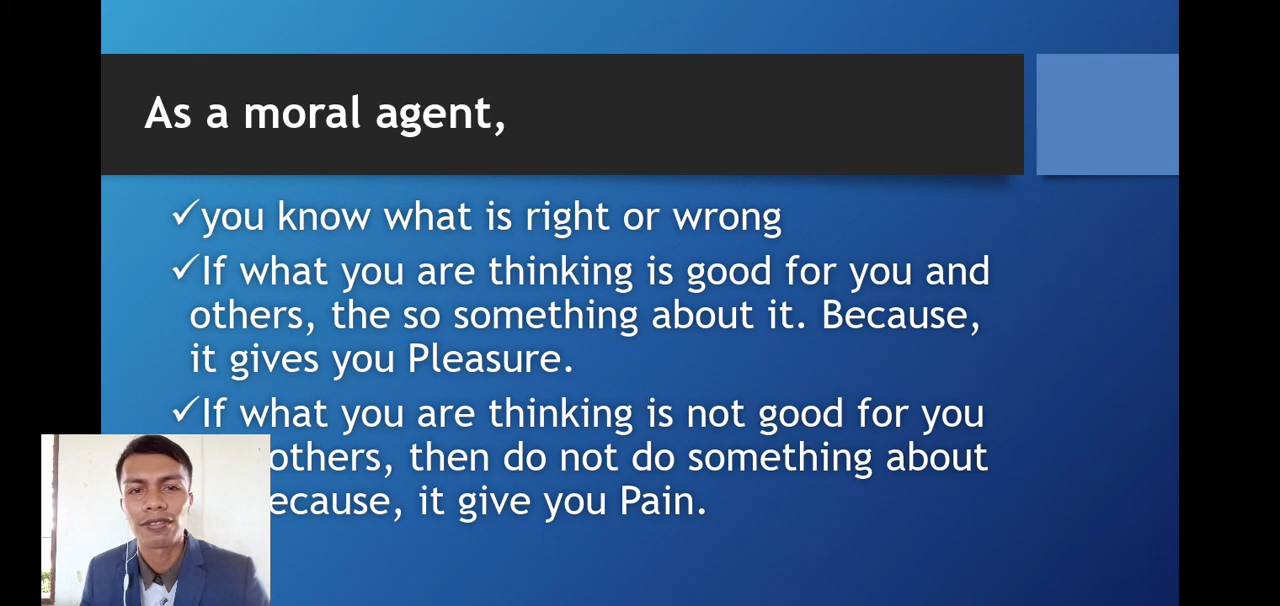 As a moral agent,
✓you know what is right or wrong
✓If what you are thinking is good for you and
others, the so something about it. Because,
it gives you Pleasure.
✓If what you are thinking is not good for you
others, then do not do something about
ecause, it give you Pain.